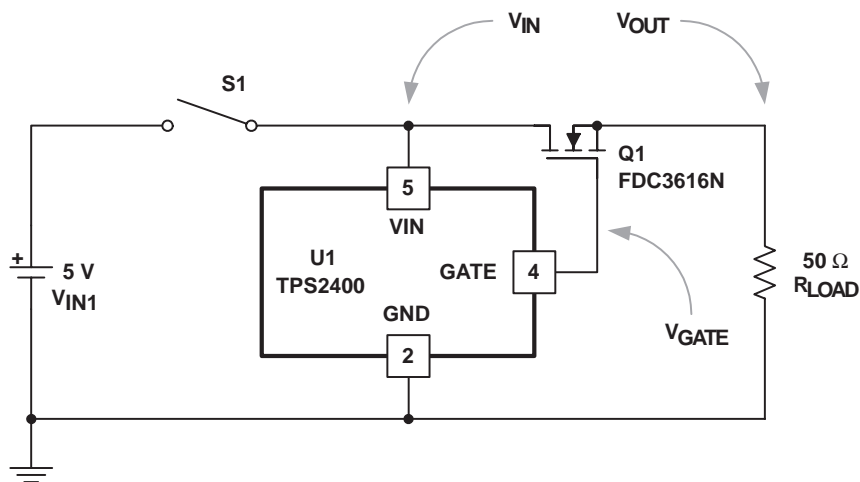 VIN
VOUT
S1
Q1
FDC3616N
5
VIN
U1
TPS2400
GATE
4
+
5 V
VIN1
50 Ω
RLOAD
GND
VGATE
2